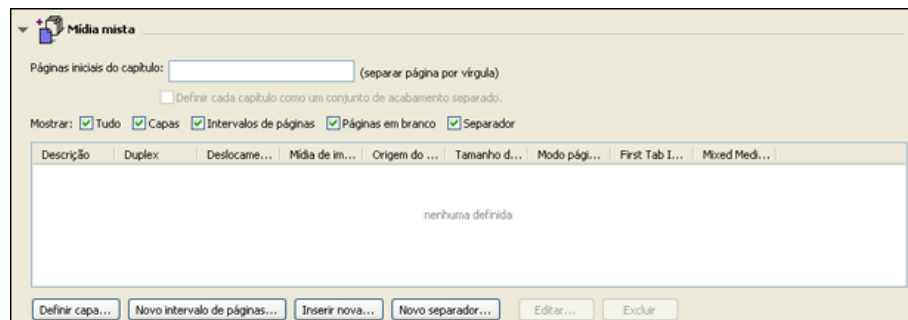 Mídia mista
Páginas iniciais do capítulo: (separar página por vírgula)
Definir cada capítulo como um conjunto de acabamento separado.
Mostrar: Tudo Capas Intervalos de páginas Páginas em branco Separador
Descrição Duplex Deslocame... Mídia de im... Origem do ... Tamanho d... Modo pági... First Tab I... Mixed Medi...
nenhuma definida
Definir capa... Novo intervalo de páginas... Inserir nova... Novo separador... Editar... Excluir